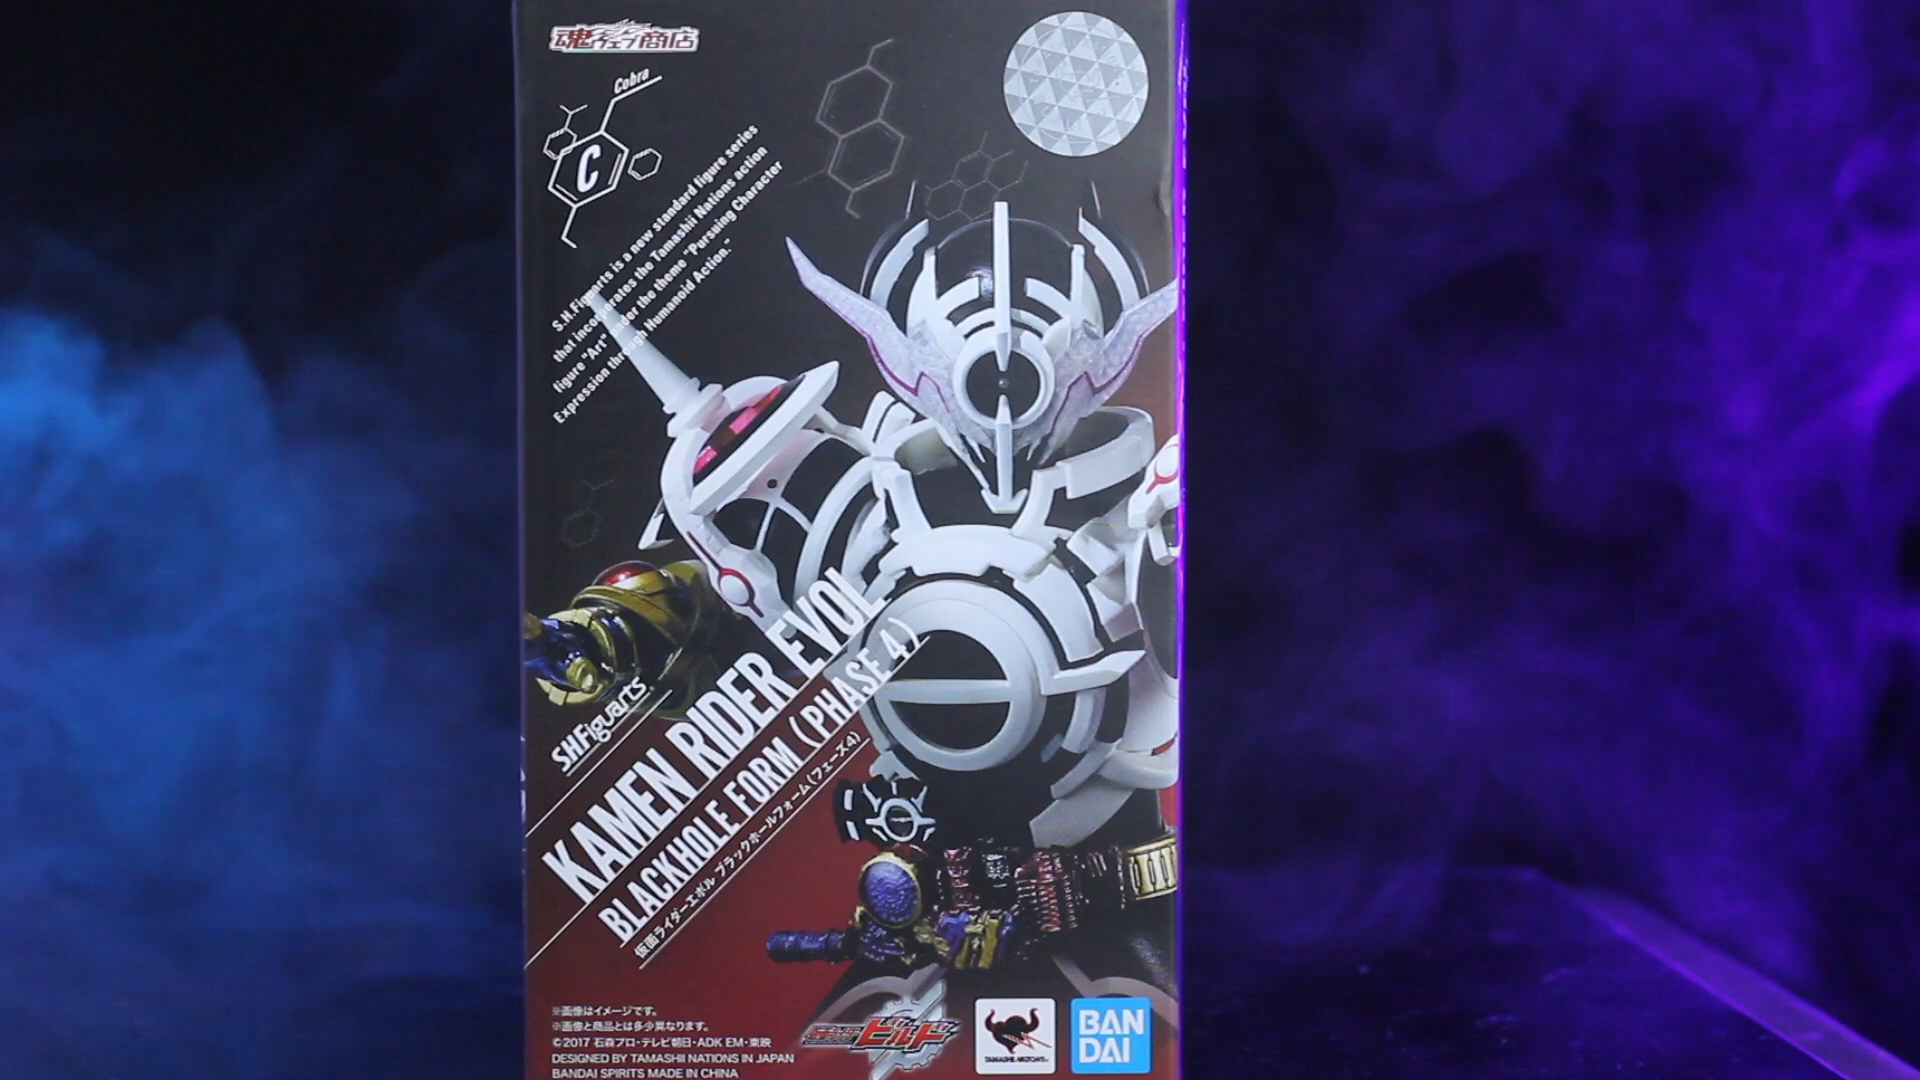 魂ウェブ商店
Cobra
C
S.H.Figuarts is a new standard figure series
that incorporates the Tamashii Nations action
figure "Art" under the theme "Pursuing Character
Expression through Humanoid Action."
S.H.Figuarts
KAMEN RIDER EVOL
BLACKHOLE FORM (PHASE 4)
仮面ライダーエボル ブラックホールフォーム(フェーズ4)
※画像はイメージです。
※画像と商品とは多少異なります。
©2017 石森プロ・テレビ朝日・ADK EM・東映
DESIGNED BY TAMASHII NATIONS IN JAPAN
BANDAI SPIRITS MADE IN CHINA
仮面ライダービルド
TAMASHII NATIONS
BAN
DAI